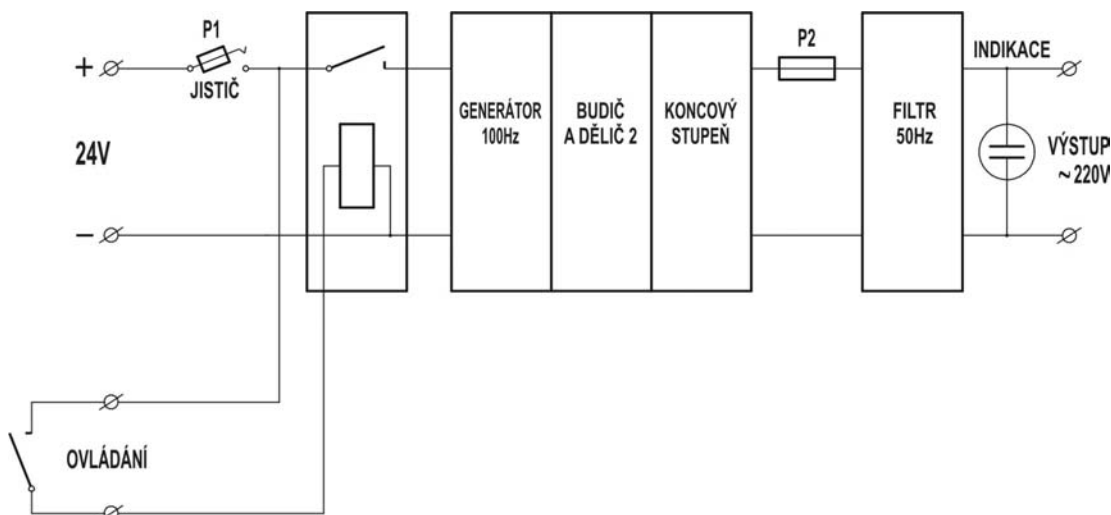 P1
+
JISTIČ
24V
−
GENERÁTOR
100Hz
BUDIČ
A DĚLIČ 2
KONCOVÝ
STUPEŇ
P2
FILTR
50Hz
INDIKACE
VÝSTUP
~ 220V
OVLÁDÁNÍ